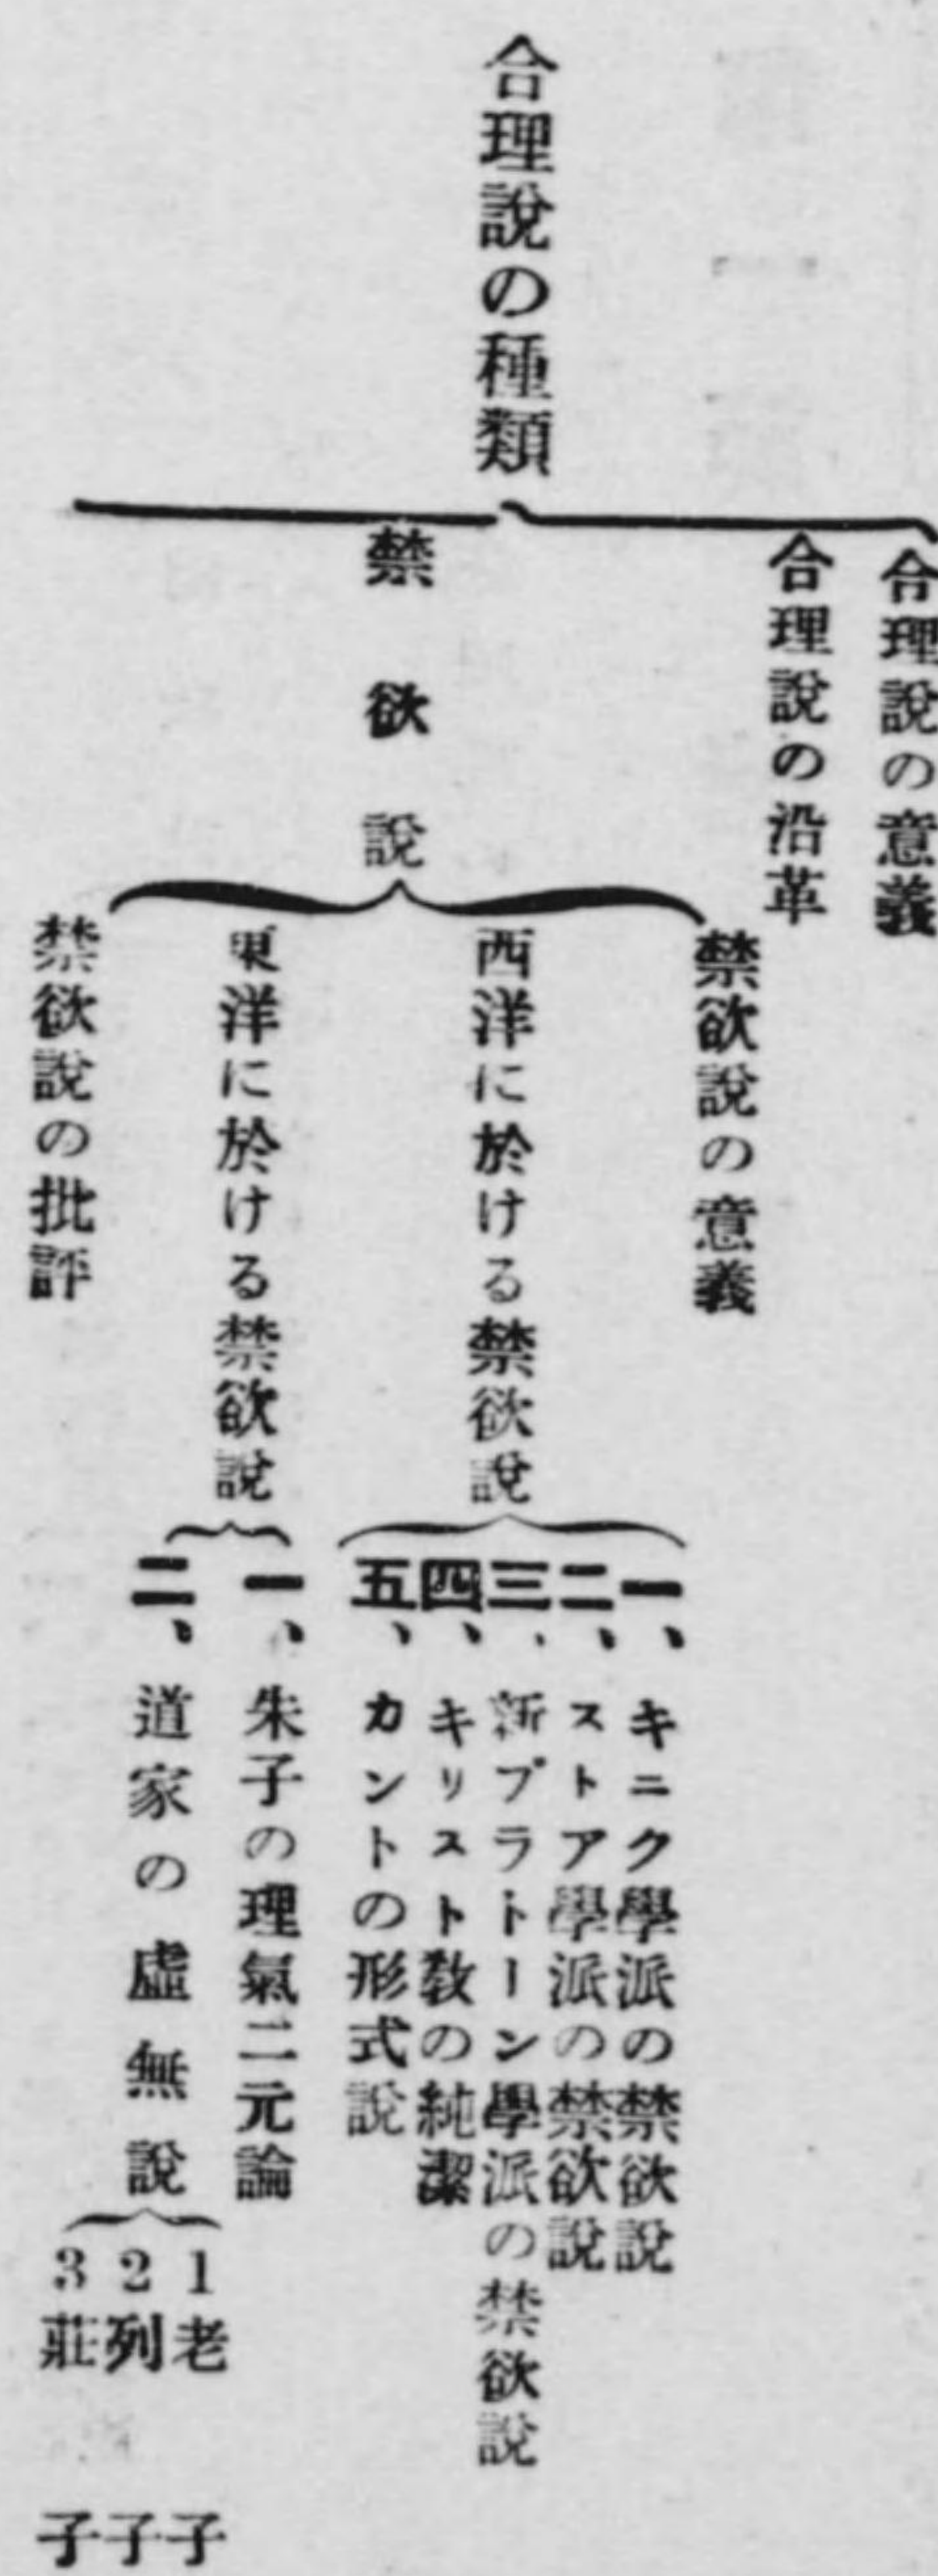 合理說の種類
合理說の意義
合理說の沿革
禁欲說
禁欲說の意義
西洋に於ける禁欲說
一、キニク學派の禁欲說
二、ストア學派の禁欲說
三、新プラトーン學派の禁欲說
四、キリスト敎の純潔
五、カントの形式說
東洋に於ける禁欲說
一、朱子の理氣二元論
二、道家の虛無說
1老子
2列子
3莊子
禁欲說の批評